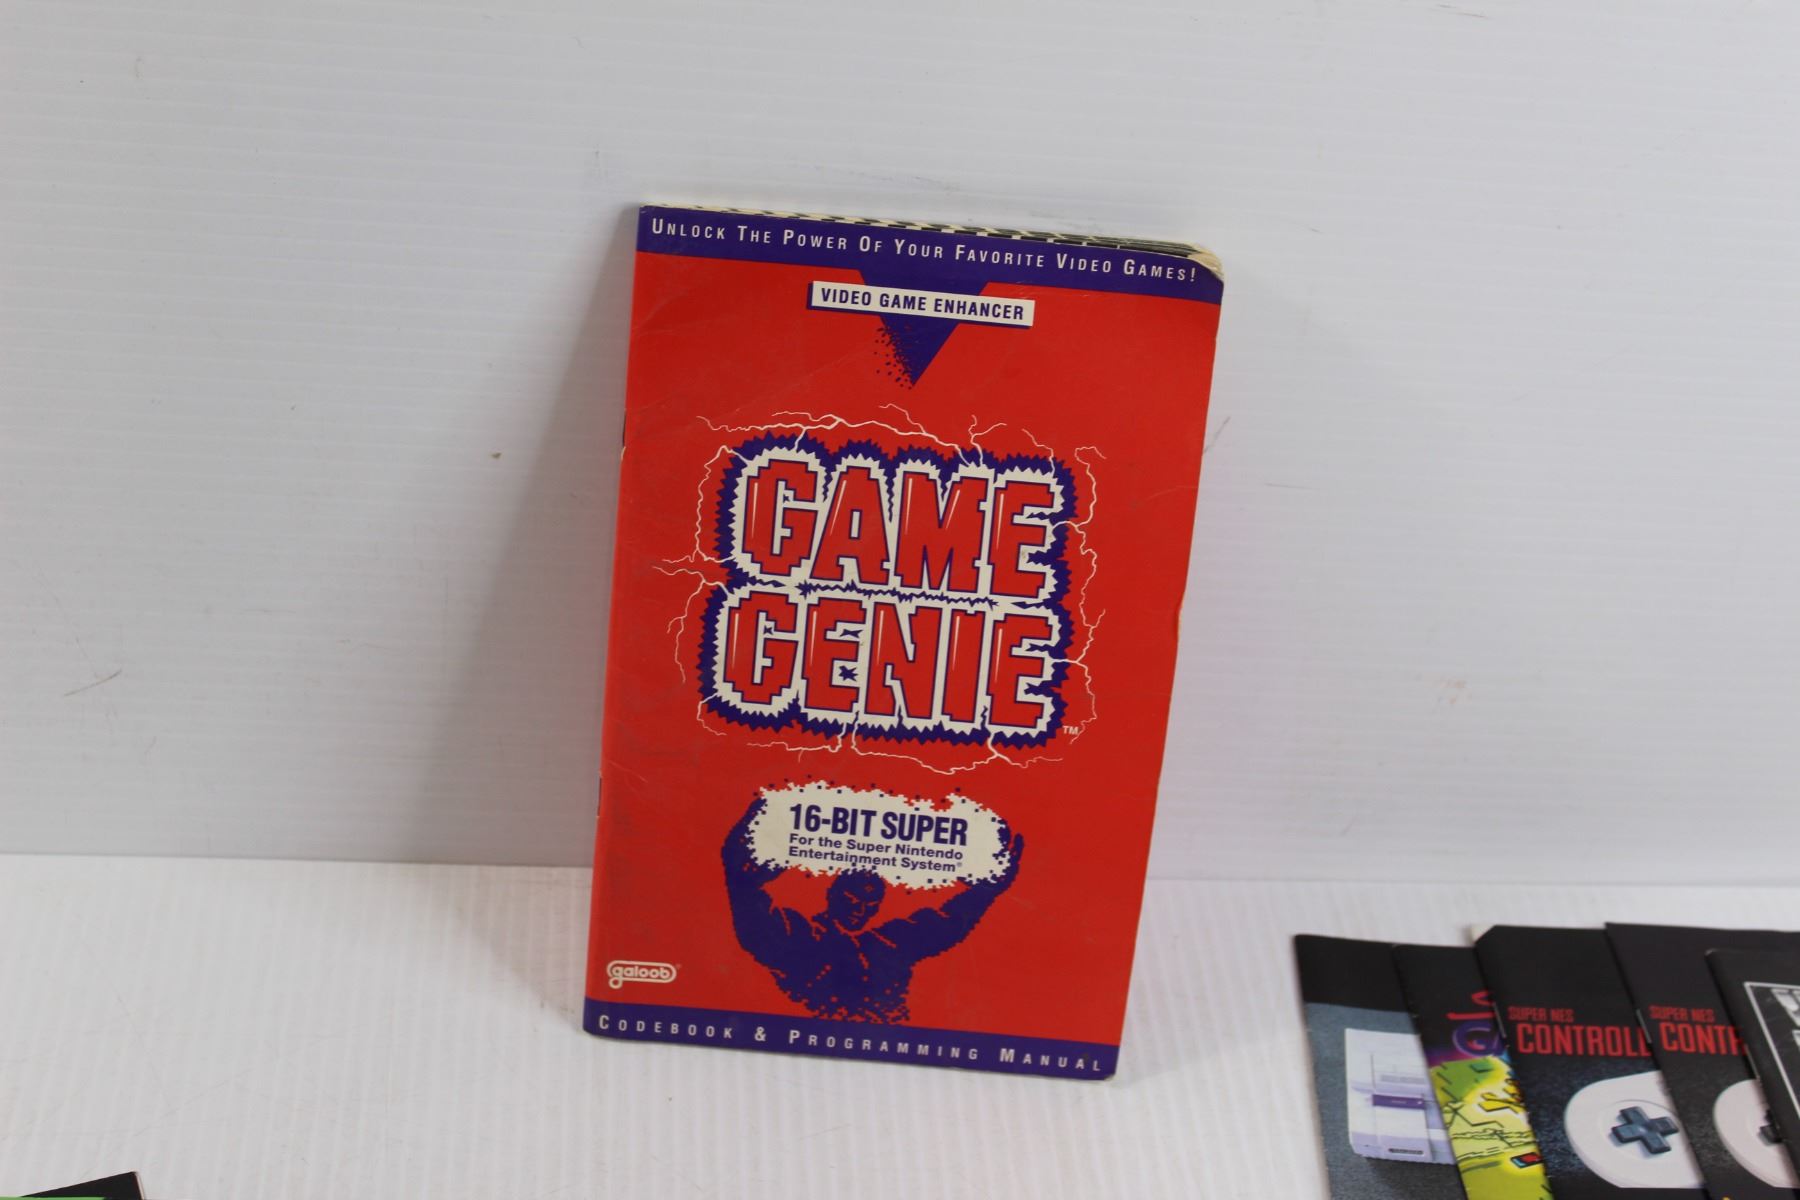 UNLOCK THE POWER OF YOUR FAVORITE VIDEO GAMES!
VIDEO GAME ENHANCER
GAME
GENIE
TM
16-BIT SUPER
For the Super Nintendo
Entertainment System®
galoob®
CODEBOOK & PROGRAMMING MANUAL
SUPER NES
CONTROLL
SUPER NES
CONTR